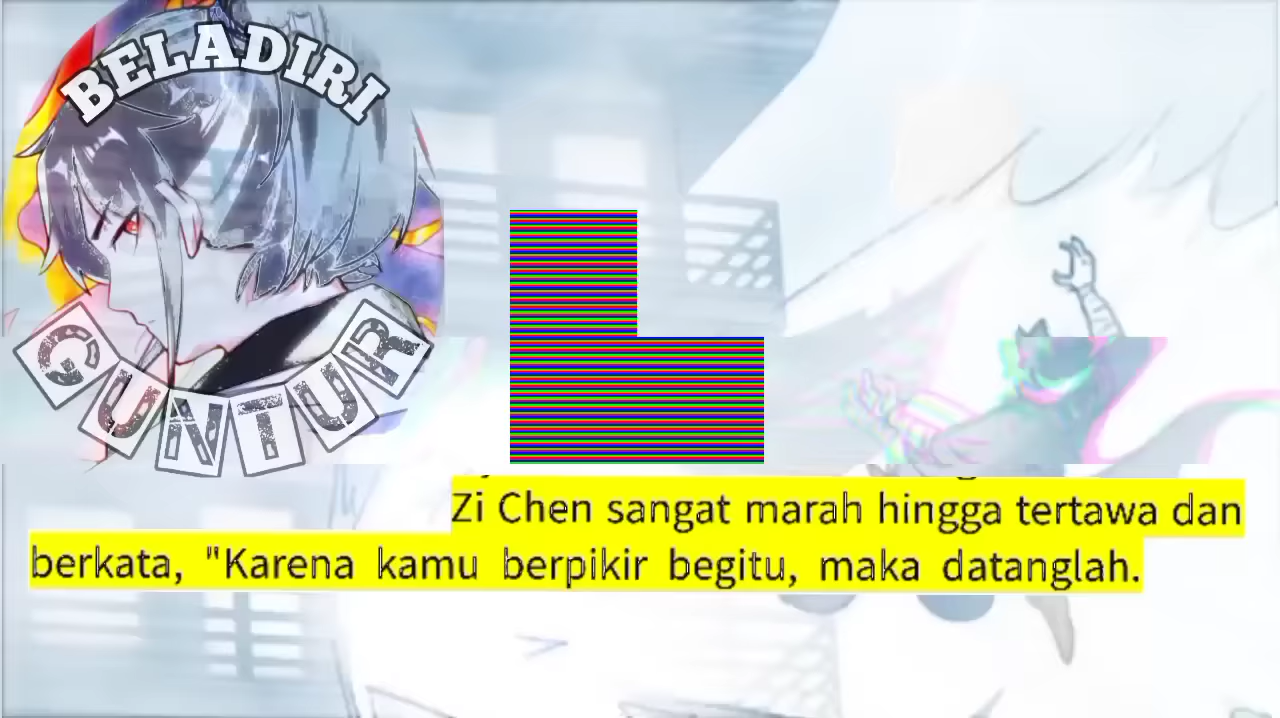 BELADIRI
GUNTUR
Zi Chen sangat marah hingga tertawa dan
berkata, "Karena kamu berpikir begitu, maka datanglah.